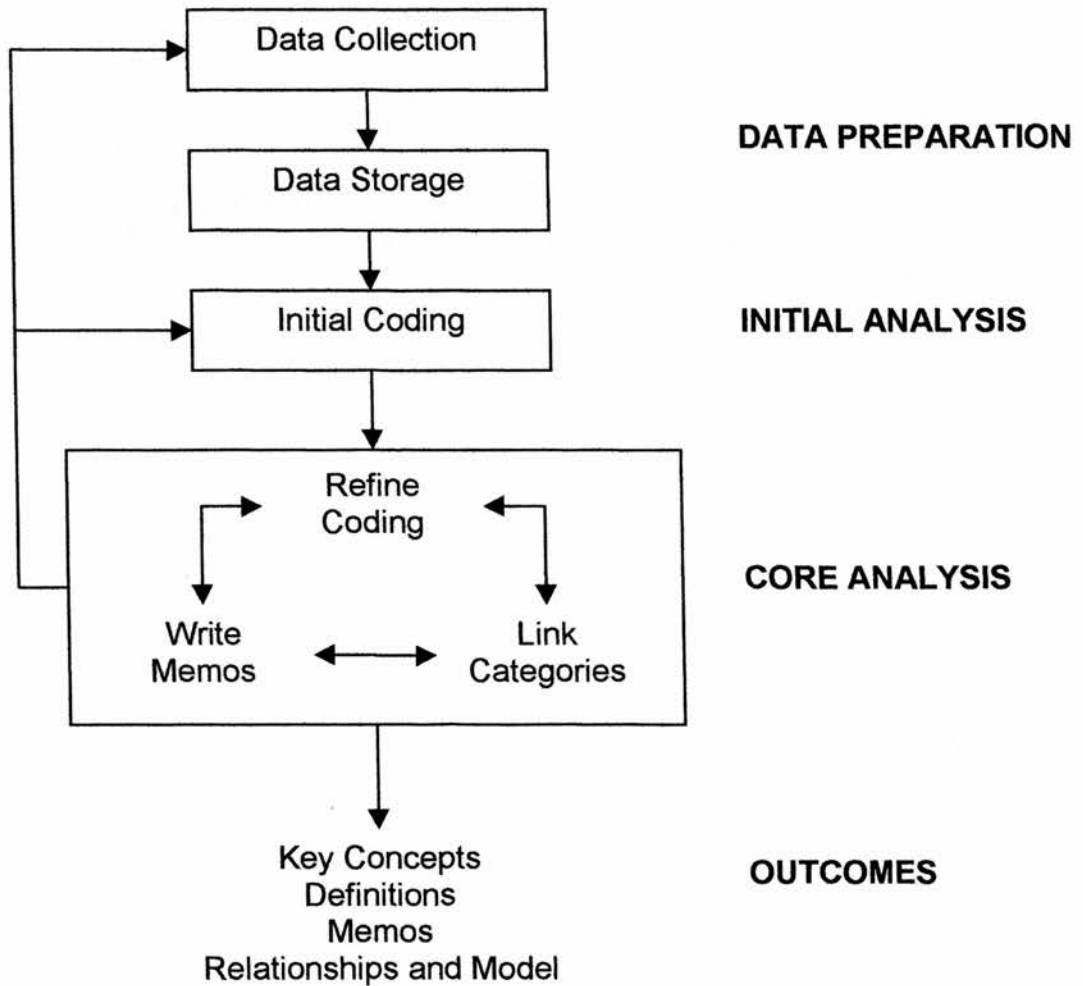 Data Collection
DATA PREPARATION
Data Storage
Initial Coding
INITIAL ANALYSIS
Refine
Coding
CORE ANALYSIS
Write
Memos
Link
Categories
Key Concepts
Definitions
Memos
Relationships and Model
OUTCOMES